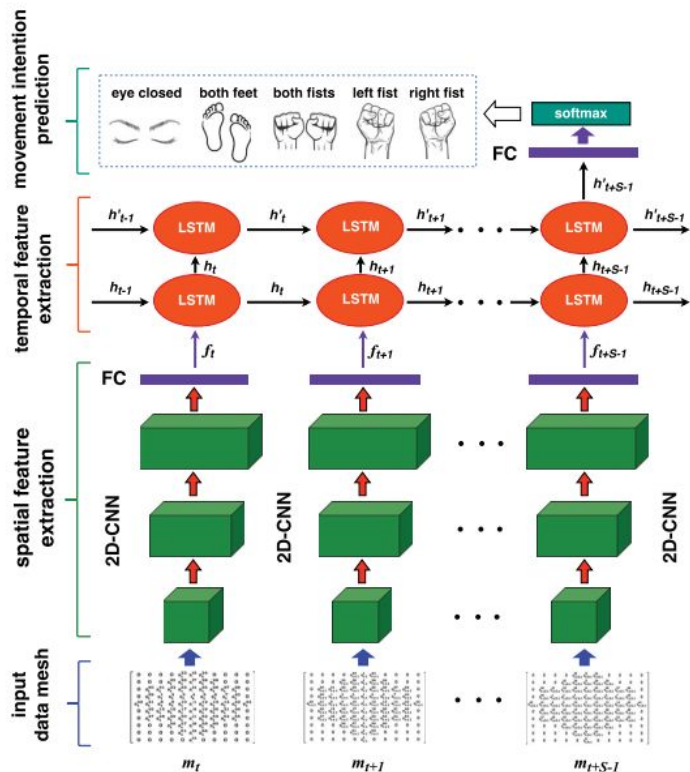 movement intention
prediction
eye closed both feet both fists left fist right fist
softmax
FC
h't+S-1
temporal feature
extraction
h't-1 LSTM h't LSTM h't+1 . . . LSTM h't+S-1
ht ht+1 ht+S-1
ht-1 LSTM ht LSTM ht+1 . . . LSTM ht+S-1
ft ft+1 ft+S-1
FC
spatial feature
extraction
2D-CNN 2D-CNN 2D-CNN
. . .
. . .
. . .
input
data mesh
. . .
mt mt+1 mt+S-1